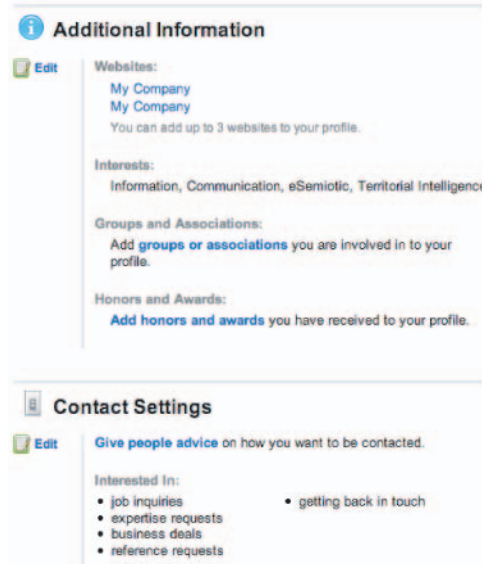 Additional Information
Edit
Websites:
My Company
My Company
You can add up to 3 websites to your profile.
Interests:
Information, Communication, eSemiotic, Territorial Intelligence
Groups and Associations:
Add groups or associations you are involved in to your
profile.
Honors and Awards:
Add honors and awards you have received to your profile.
Contact Settings
Edit
Give people advice on how you want to be contacted.
Interested In:
• job inquiries
• expertise requests
• business deals
• reference requests
• getting back in touch